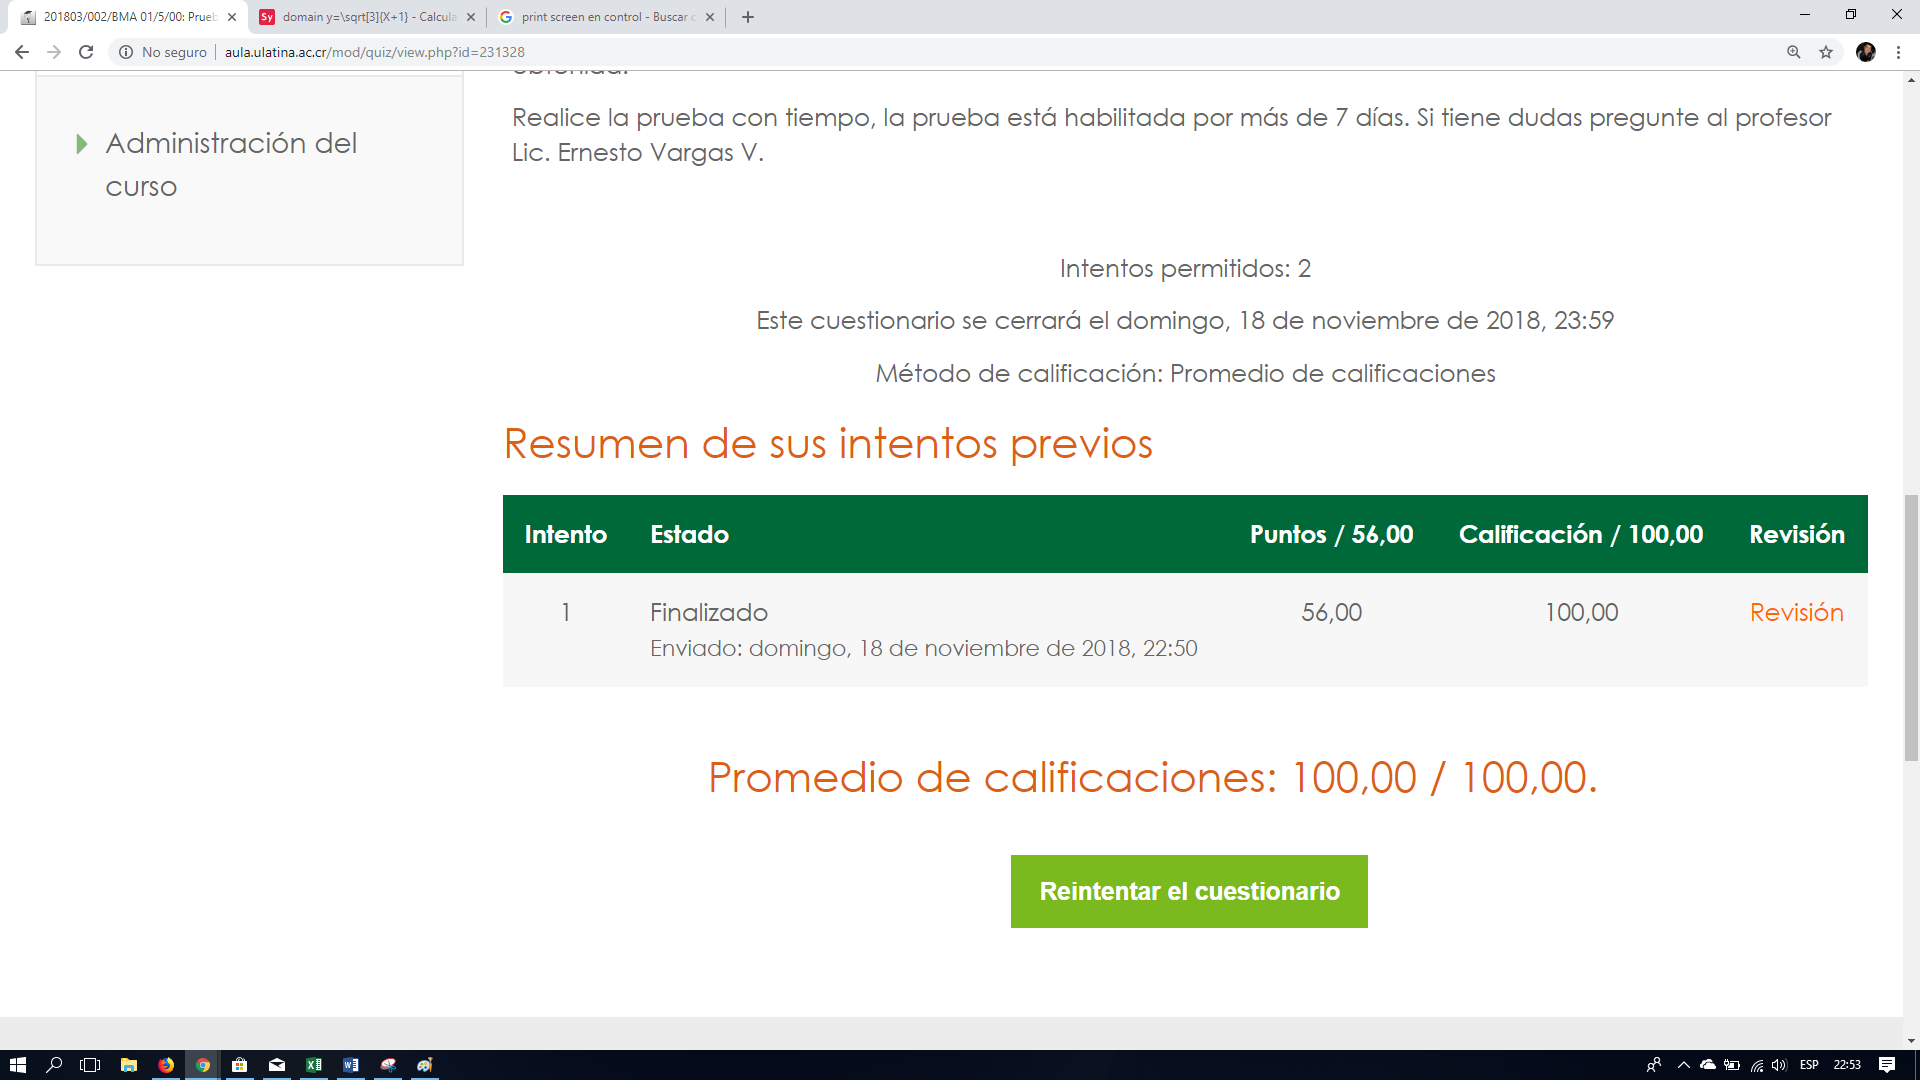 201803/002/BMA 01/5/00: Prueb
domain y=\sqrt[3]{X+1} - Calcula
print screen en control - Buscar c
No seguro
aula.ulatina.ac.cr/mod/quiz/view.php?id=231328
Realice la prueba con tiempo, la prueba está habilitada por más de 7 días. Si tiene dudas pregunte al profesor
Lic. Ernesto Vargas V.
Administración del
curso
Intentos permitidos: 2
Este cuestionario se cerrará el domingo, 18 de noviembre de 2018, 23:59
Método de calificación: Promedio de calificaciones
Resumen de sus intentos previos
Intento Estado Puntos / 56,00 Calificación / 100,00 Revisión
1 Finalizado 56,00 100,00 Revisión
Enviado: domingo, 18 de noviembre de 2018, 22:50
Promedio de calificaciones: 100,00 / 100,00.
Reintentar el cuestionario
ESP 22:53